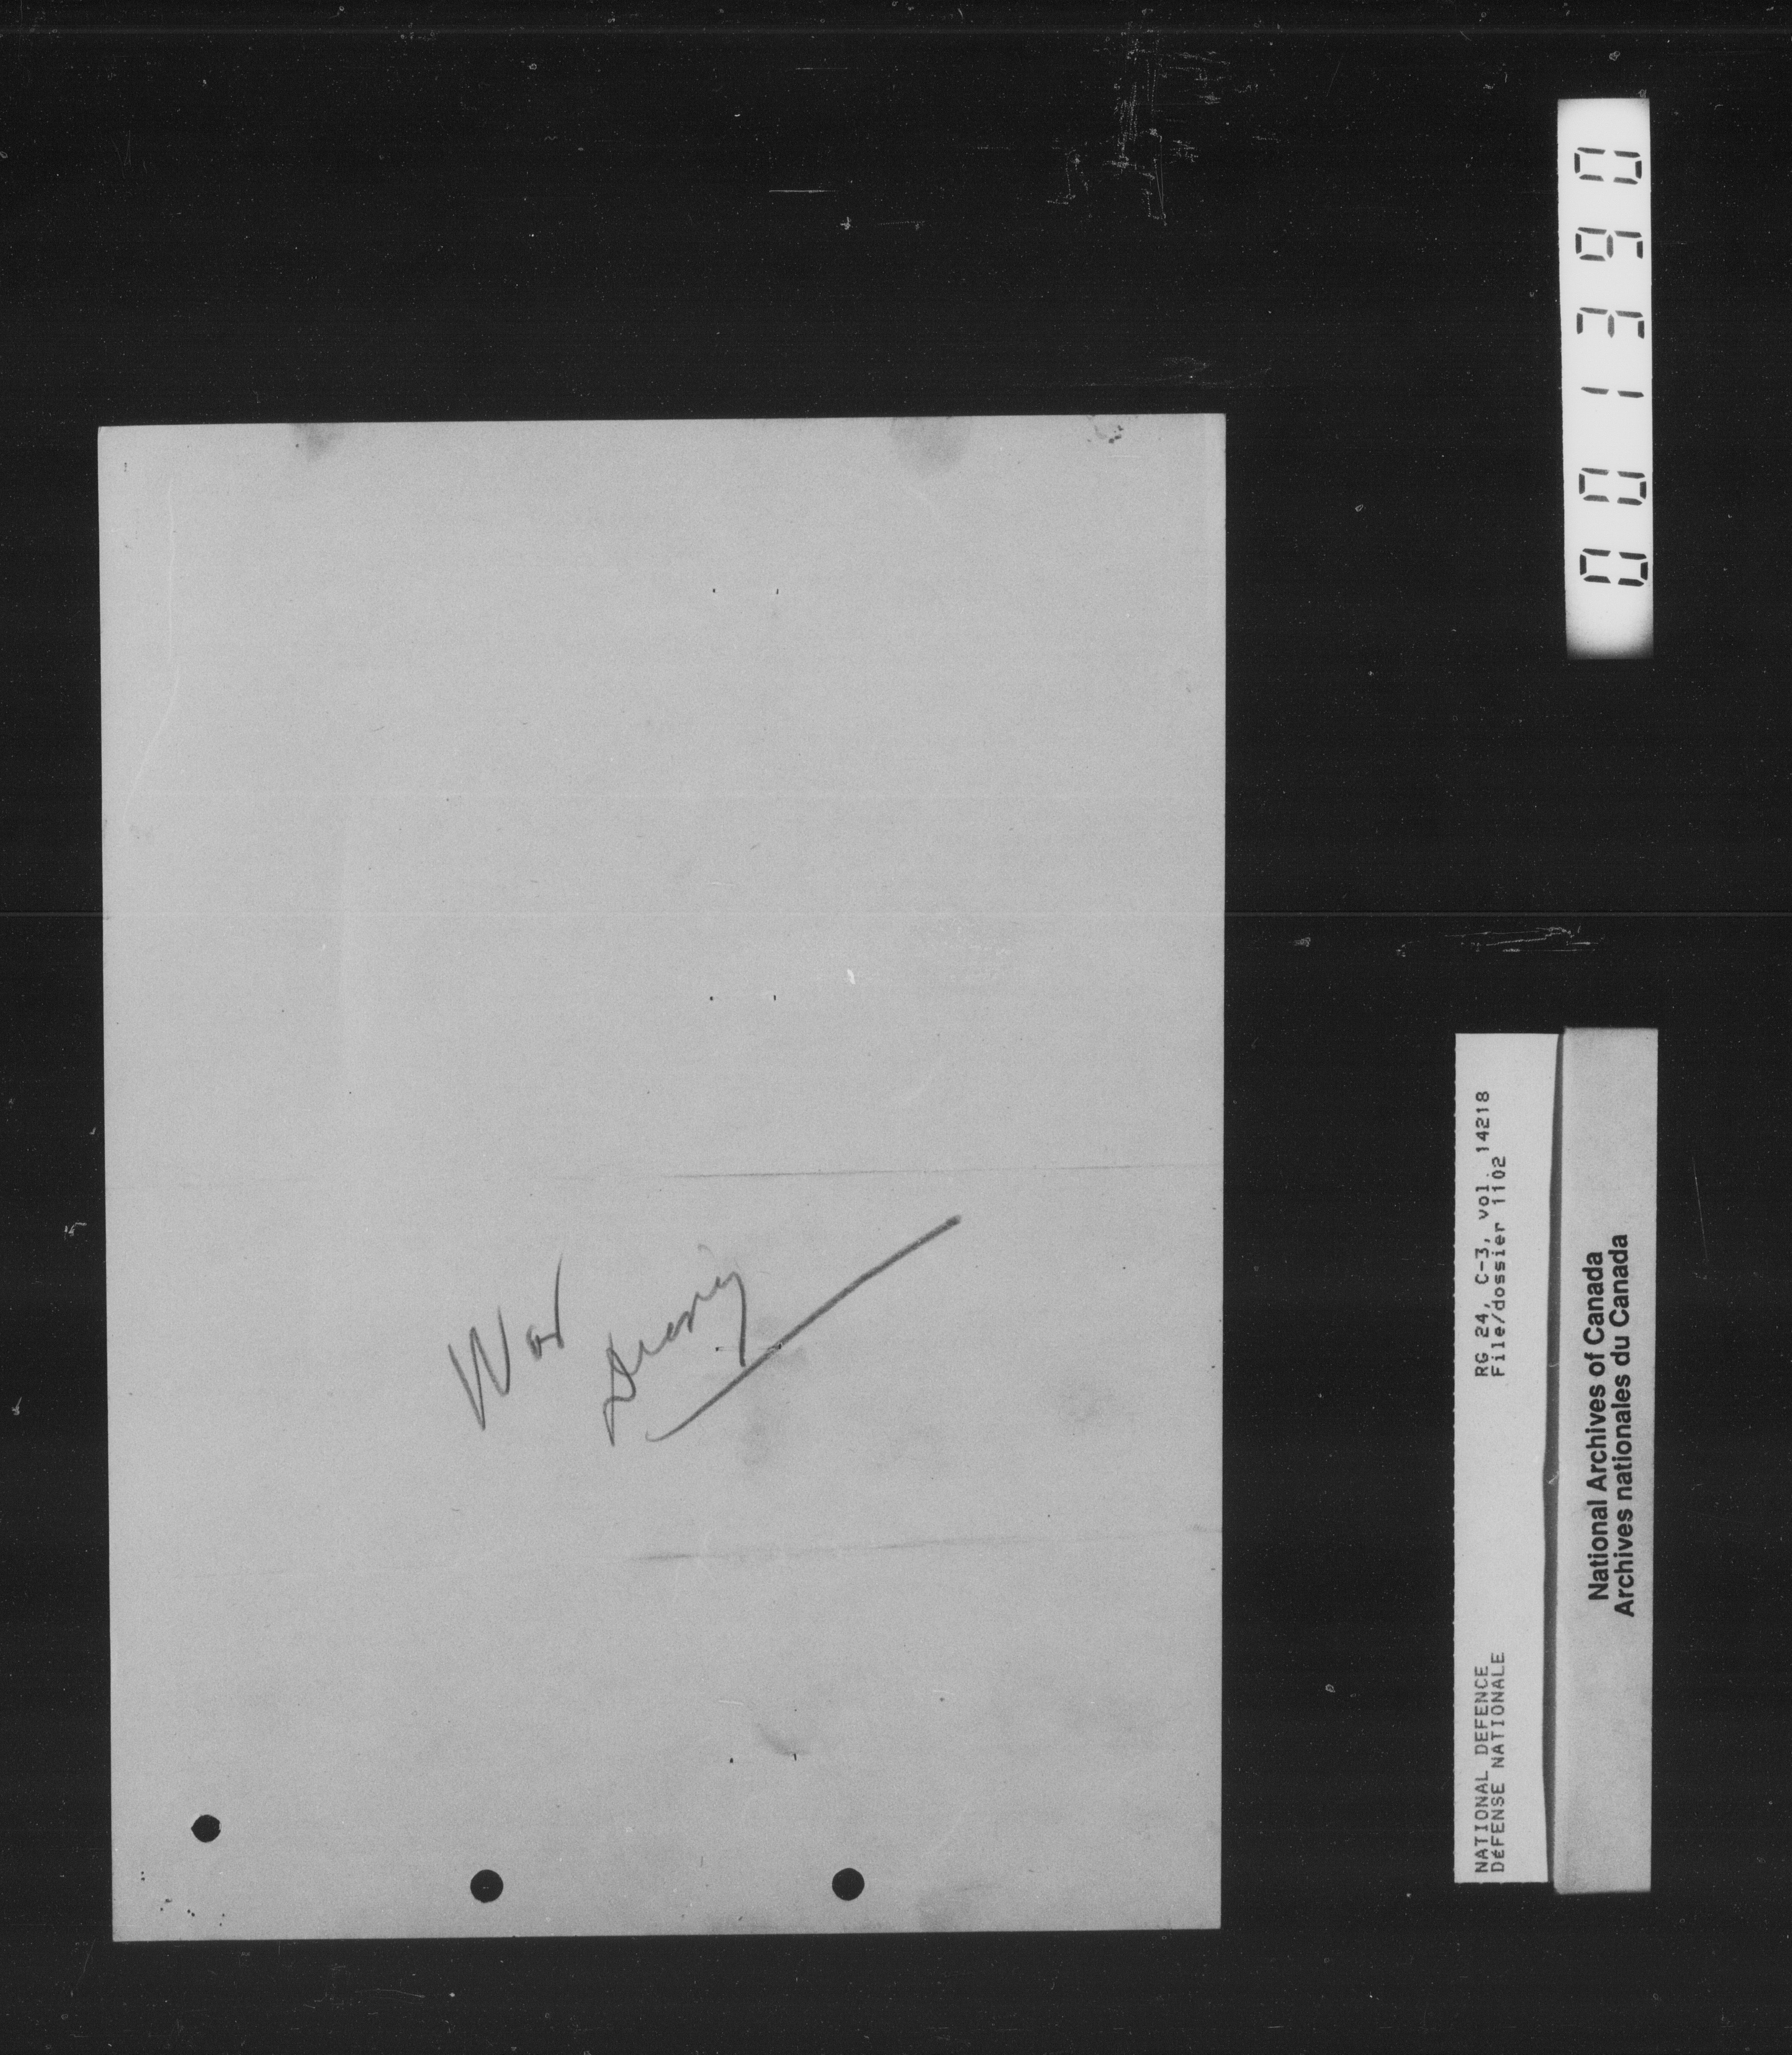 War
Diary
001390
RG 24, C-3, vol. 14218
File/dossier 1102
NATIONAL DEFENCE
DÉFENSE NATIONALE
National Archives of Canada
Archives nationales du Canada